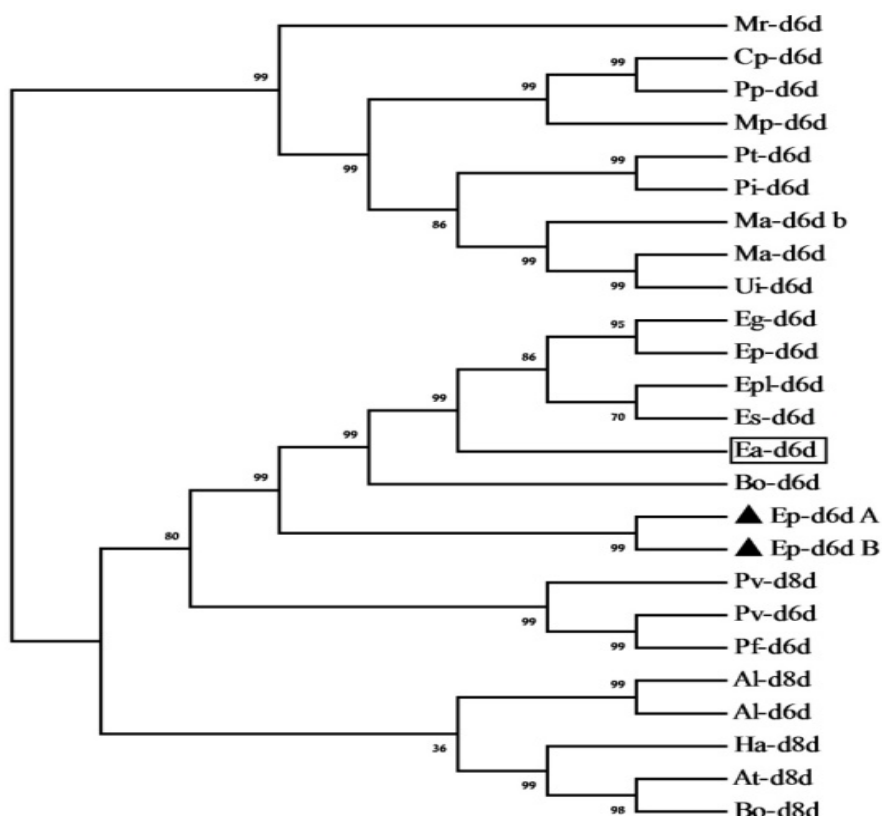 Mr-d6d
99
Cp-d6d
99
99
Pp-d6d
Mp-d6d
99
99
Pt-d6d
Pi-d6d
86
Ma-d6d b
99
Ma-d6d
99
Ui-d6d
95
Eg-d6d
86
Ep-d6d
99
Epl-d6d
70
Es-d6d
99
Ea-d6d
99
Bo-d6d
80
▲ Ep-d6d A
99
▲ Ep-d6d B
Pv-d8d
99
Pv-d6d
99
Pf-d6d
99
Al-d8d
Al-d6d
36
Ha-d8d
99
At-d8d
98
Bo-d8d